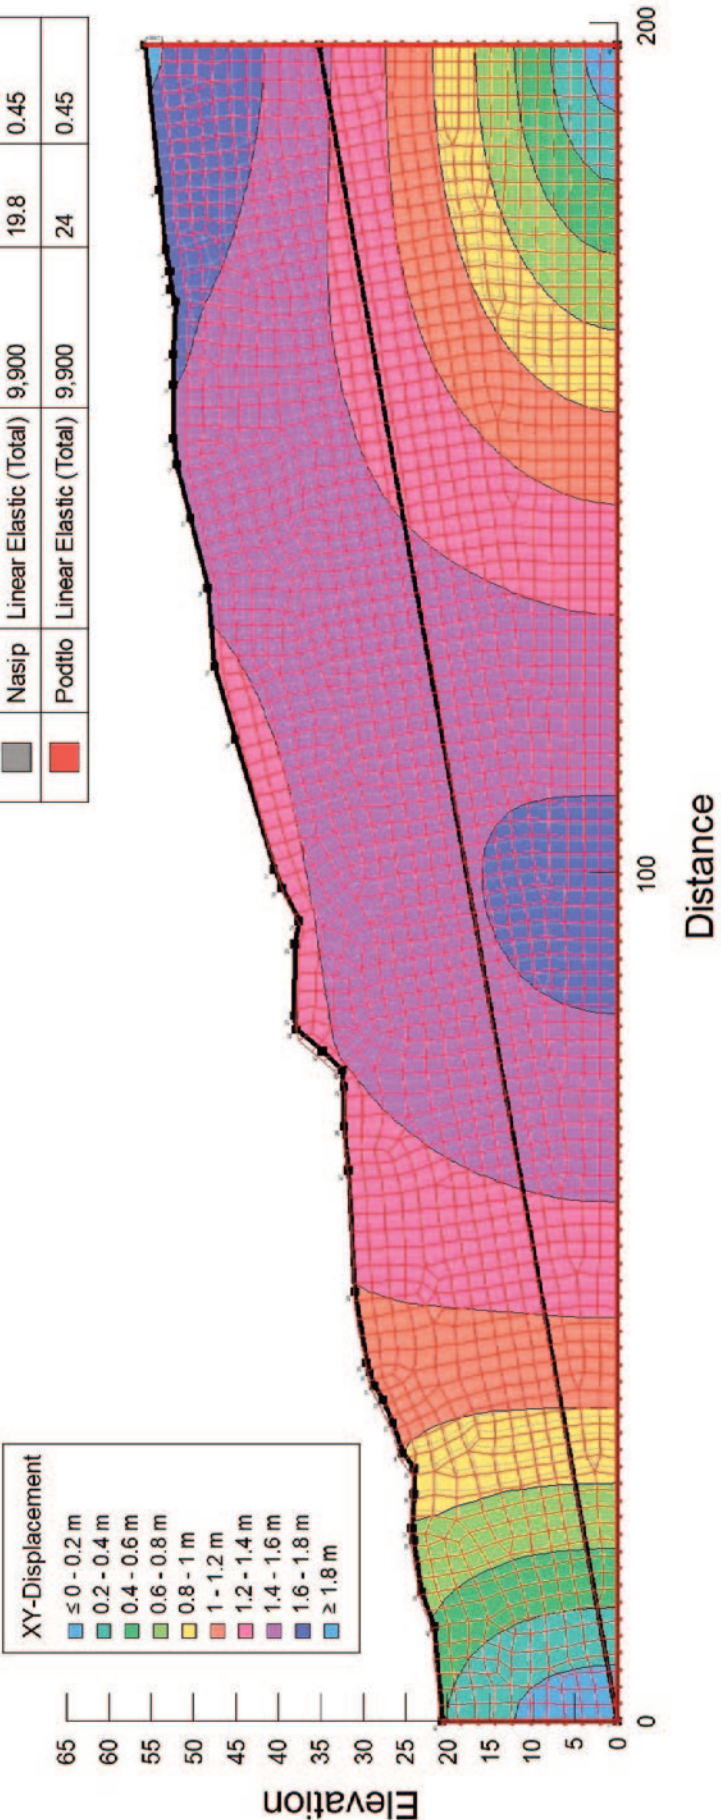 Nasip Linear Elastic (Total) 9,900 19.8 0.45
Podtlo Linear Elastic (Total) 9,900 24 0.45
XY-Displacement
≤ 0 - 0.2 m
0.2 - 0.4 m
0.4 - 0.6 m
0.6 - 0.8 m
0.8 - 1 m
1 - 1.2 m
1.2 - 1.4 m
1.4 - 1.6 m
1.6 - 1.8 m
≥ 1.8 m
Elevation
65
60
55
50
45
40
35
30
25
20
15
10
5
0
0
100
200
Distance